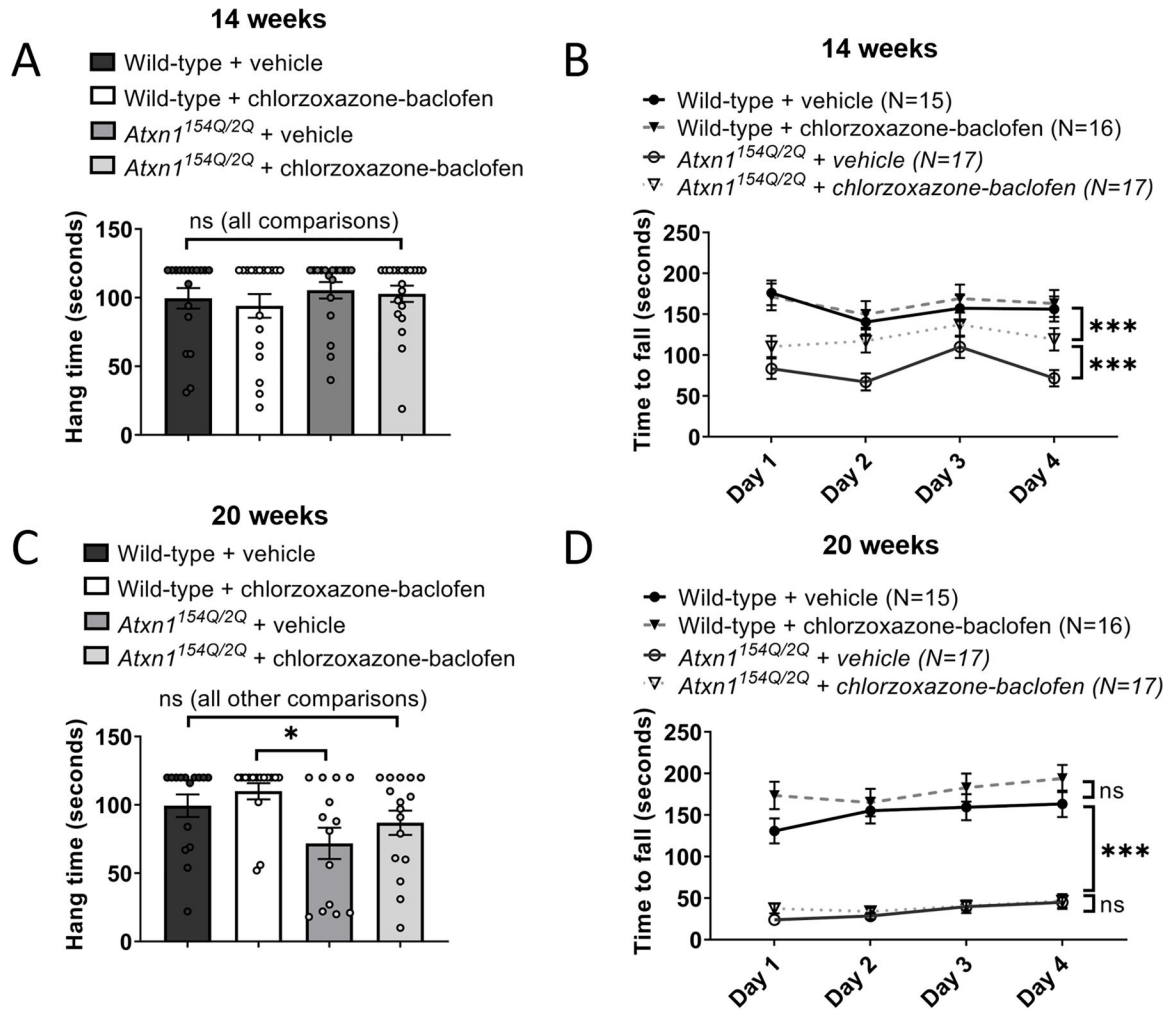 14 weeks
A
Wild-type + vehicle
Wild-type + chlorzoxazone-baclofen
Atxn1154Q/2Q + vehicle
Atxn1154Q/2Q + chlorzoxazone-baclofen
ns (all comparisons)
Hang time (seconds)
150
100
50
0
14 weeks
B
Wild-type + vehicle (N=15)
Wild-type + chlorzoxazone-baclofen (N=16)
Atxn1154Q/2Q + vehicle (N=17)
Atxn1154Q/2Q + chlorzoxazone-baclofen (N=17)
Time to fall (seconds)
250
200
150
100
50
0
***
***
Day 1
Day 2
Day 3
Day 4
20 weeks
C
Wild-type + vehicle
Wild-type + chlorzoxazone-baclofen
Atxn1154Q/2Q + vehicle
Atxn1154Q/2Q + chlorzoxazone-baclofen
ns (all other comparisons)
*
Hang time (seconds)
150
100
50
0
20 weeks
D
Wild-type + vehicle (N=15)
Wild-type + chlorzoxazone-baclofen (N=16)
Atxn1154Q/2Q + vehicle (N=17)
Atxn1154Q/2Q + chlorzoxazone-baclofen (N=17)
Time to fall (seconds)
250
200
150
100
50
0
ns
***
ns
Day 1
Day 2
Day 3
Day 4